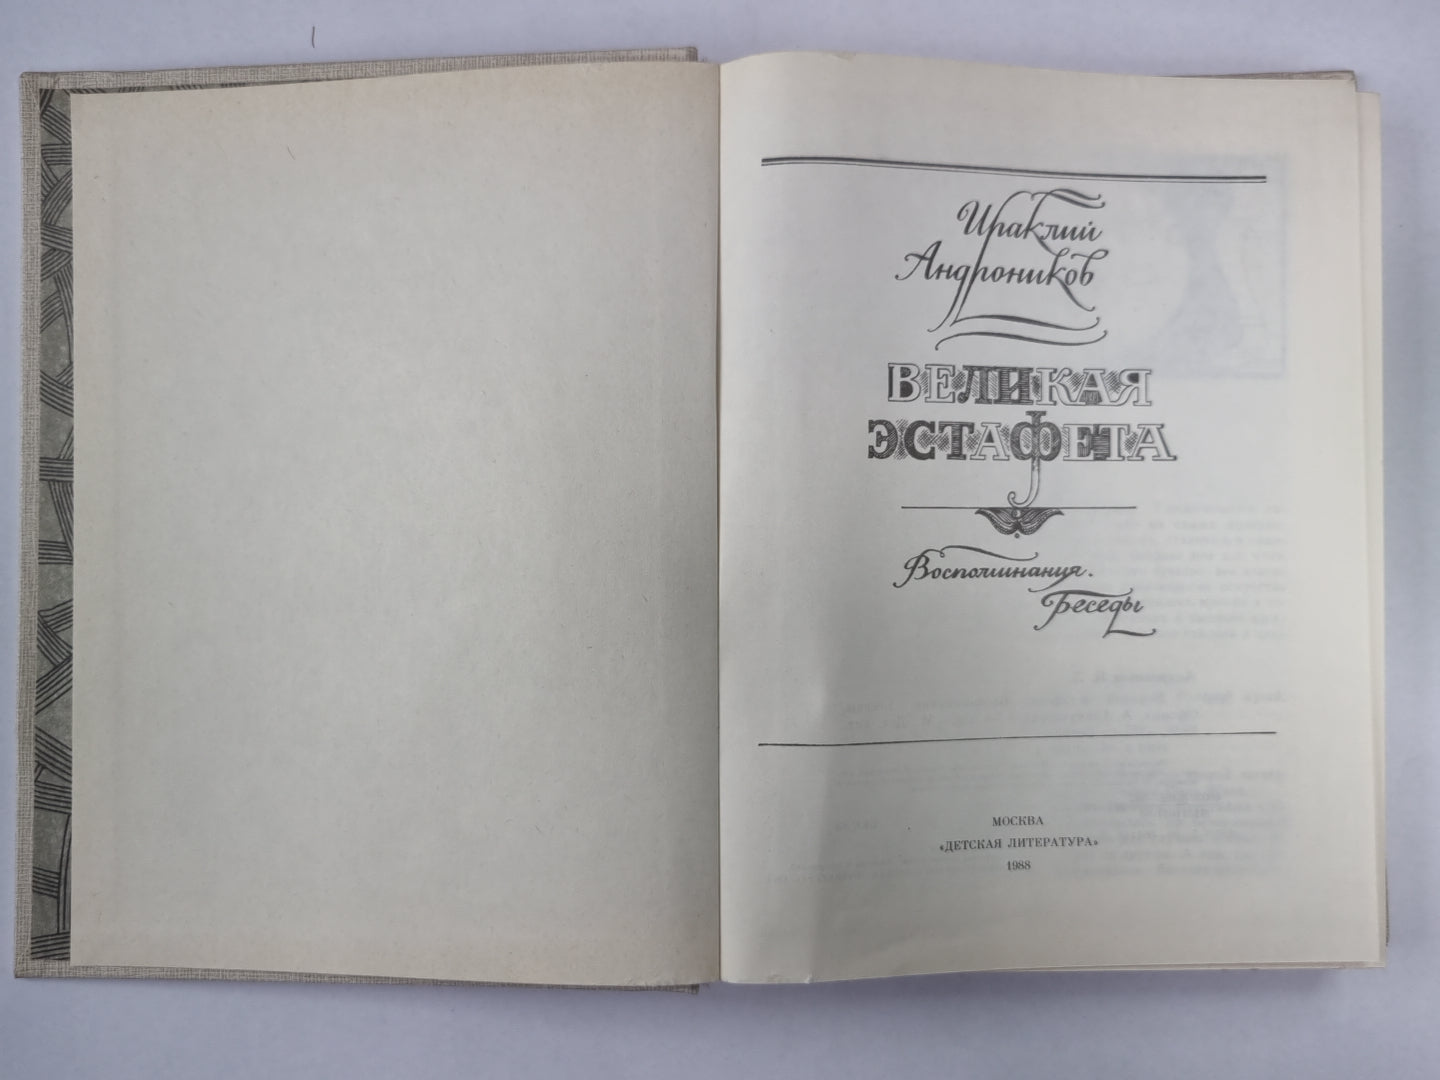 Ираклий
Андроников
ВЕЛИКАЯ
ЭСТАФЕТА
Воспоминания.
Беседы
МОСКВА
«ДЕТСКАЯ ЛИТЕРАТУРА»
1988